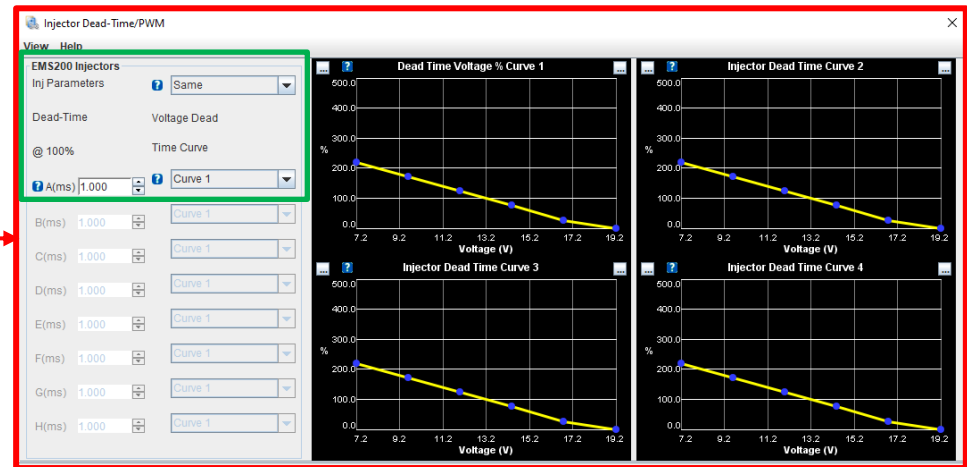 Injector Dead-Time/PWM
View Help
EMS200 Injectors
Inj Parameters ? Same
Dead-Time Voltage Dead
@ 100% Time Curve
? A(ms) 1.000 ? Curve 1
B(ms) 1.000 Curve 1
C(ms) 1.000 Curve 1
D(ms) 1.000 Curve 1
E(ms) 1.000 Curve 1
F(ms) 1.000 Curve 1
G(ms) 1.000 Curve 1
H(ms) 1.000 Curve 1
... ? Dead Time Voltage % Curve 1 ...
500.0
400.0
300.0
%
200.0
100.0
0.0
7.2 9.2 11.2 13.2 15.2 17.2 19.2
Voltage (V)
... ? Injector Dead Time Curve 2 ...
500.0
400.0
300.0
%
200.0
100.0
0.0
7.2 9.2 11.2 13.2 15.2 17.2 19.2
Voltage (V)
... ? Injector Dead Time Curve 3 ...
500.0
400.0
300.0
%
200.0
100.0
0.0
7.2 9.2 11.2 13.2 15.2 17.2 19.2
Voltage (V)
... ? Injector Dead Time Curve 4 ...
500.0
400.0
300.0
%
200.0
100.0
0.0
7.2 9.2 11.2 13.2 15.2 17.2 19.2
Voltage (V)